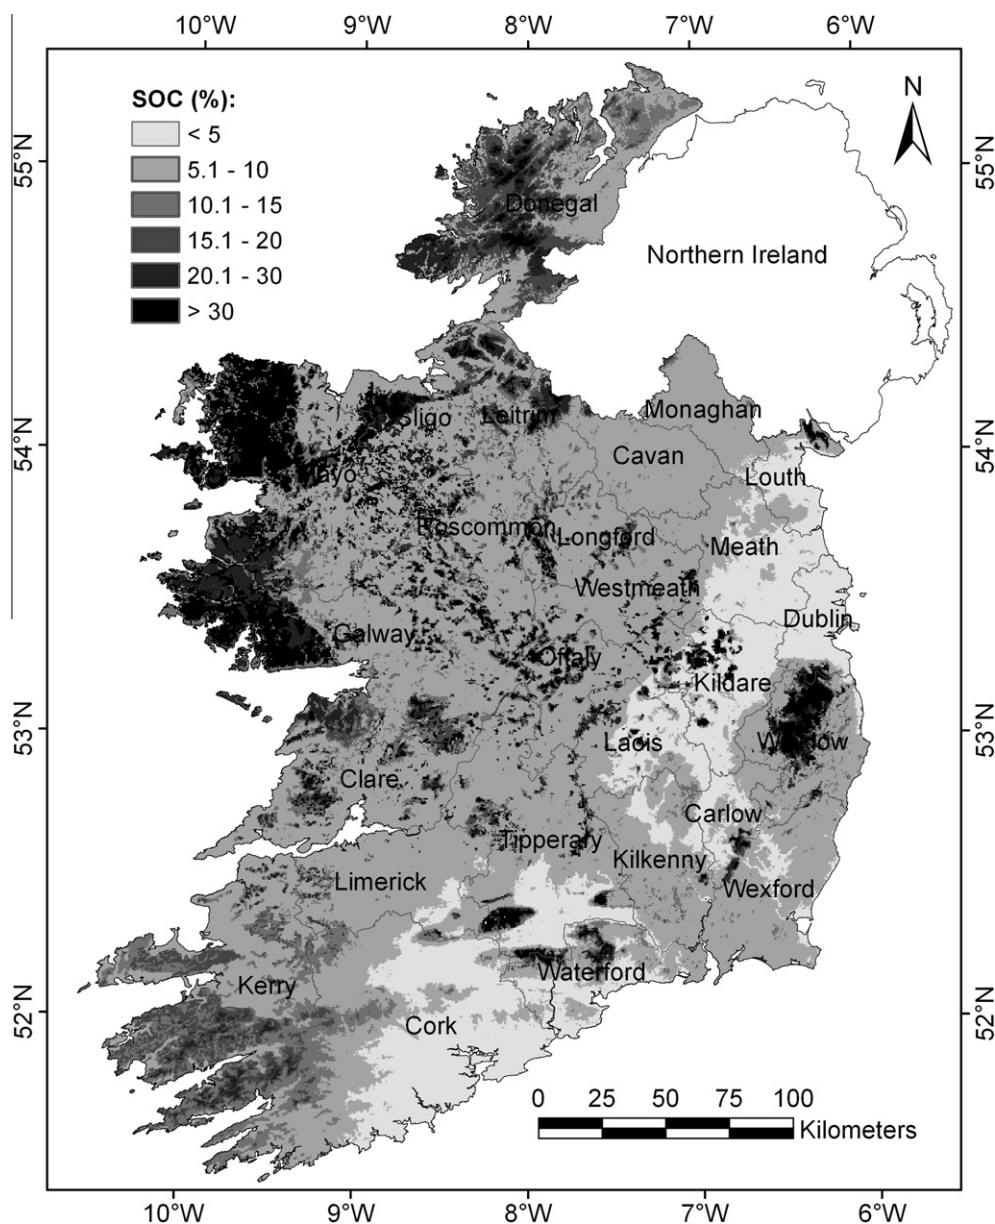 10°W 9°W 8°W 7°W 6°W
N
SOC (%):
< 5
5.1 - 10
10.1 - 15
15.1 - 20
20.1 - 30
> 30
55°N
55°N
Donegal
Northern Ireland
Sligo
Leitrim
Monaghan
54°N
54°N
Cavan
Mayo
Louth
Roscommon
Longford
Meath
Westmeath
Dublin
Galway
Offaly
Kildare
53°N
53°N
Laois
Wicklow
Clare
Carlow
Tipperary
Kilkenny
Limerick
Wexford
Waterford
Kerry
52°N
52°N
Cork
0 25 50 75 100
Kilometers
10°W 9°W 8°W 7°W 6°W